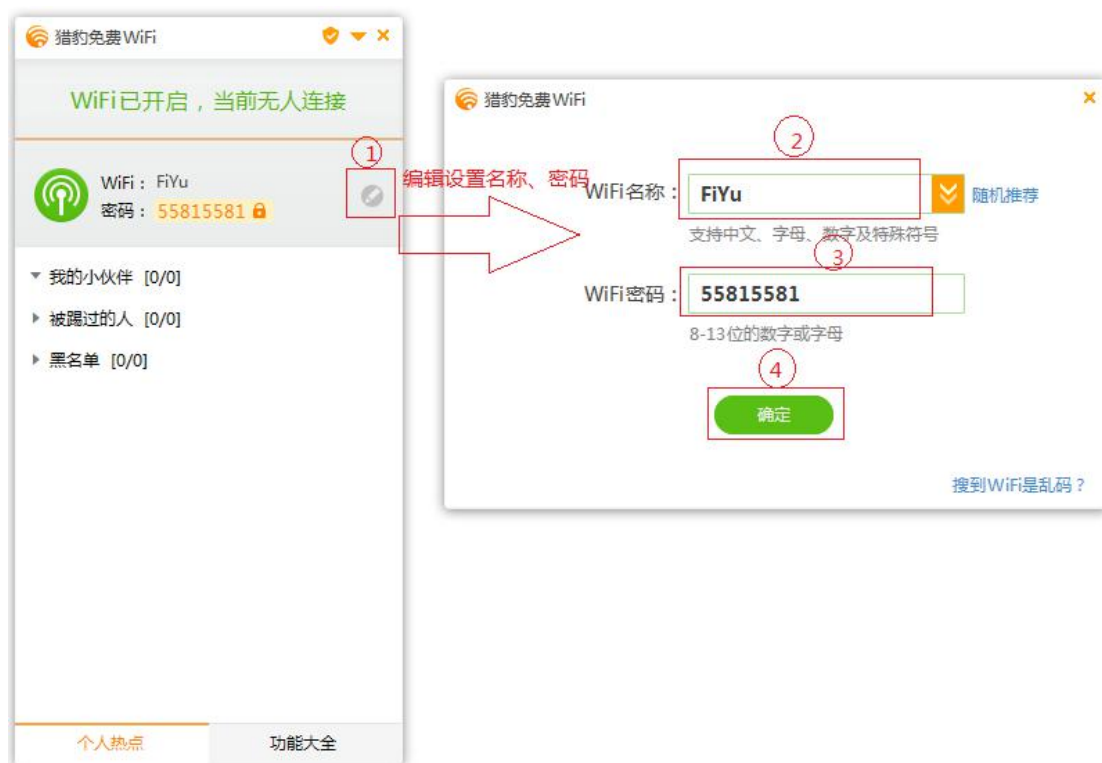 猎豹免费WiFi
WiFi已开启，当前无人连接
①
WiFi： FiYu
密码： 55815581
编辑设置名称、密码
我的小伙伴 [0/0]
被踢过的人 [0/0]
黑名单 [0/0]
个人热点
功能大全
猎豹免费WiFi
②
WiFi名称： FiYu 随机推荐
支持中文、字母、数字及特殊符号
③
WiFi密码： 55815581
8-13位的数字或字母
④
确定
搜到WiFi是乱码？